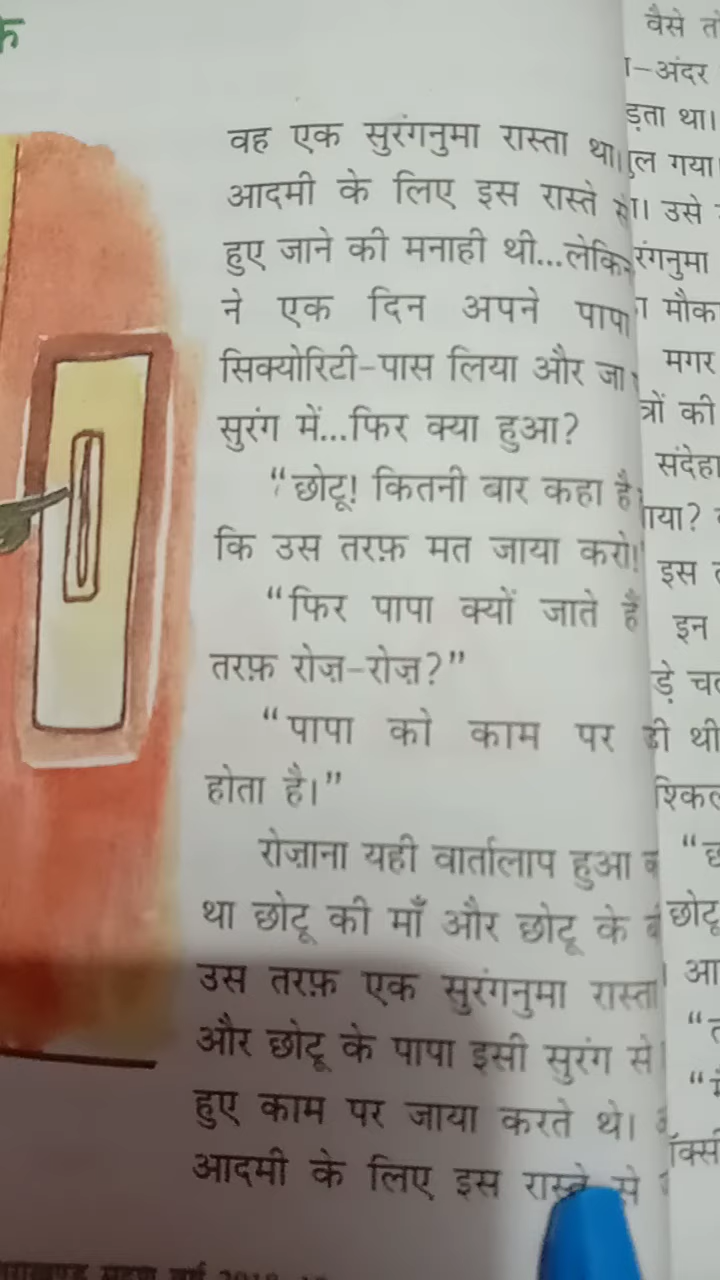 वह एक सुरंगनुमा रास्ता था।
आदमी के लिए इस रास्ते से
हुए जाने की मनाही थी...लेकिन
ने एक दिन अपने पापा
सिक्योरिटी-पास लिया और जा
सुरंग में...फिर क्या हुआ?
“छोटू! कितनी बार कहा है
कि उस तरफ़ मत जाया करो!
“फिर पापा क्यों जाते हैं
तरफ़ रोज़-रोज़?”
“पापा को काम पर
होता है।”
रोज़ाना यही वार्तालाप हुआ
था छोटू की माँ और छोटू के
उस तरफ़ एक सुरंगनुमा रास्ता
और छोटू के पापा इसी सुरंग से
हुए काम पर जाया करते थे।
आदमी के लिए इस रास्ते से
वैसे
अंदर
ड़ता था।
गया
उसे
रंगनुमा
मौक
मगर
त्रों की
संदेहा
गया?
इस
इन
ड़े
थी
श्किल
छोटू
आ